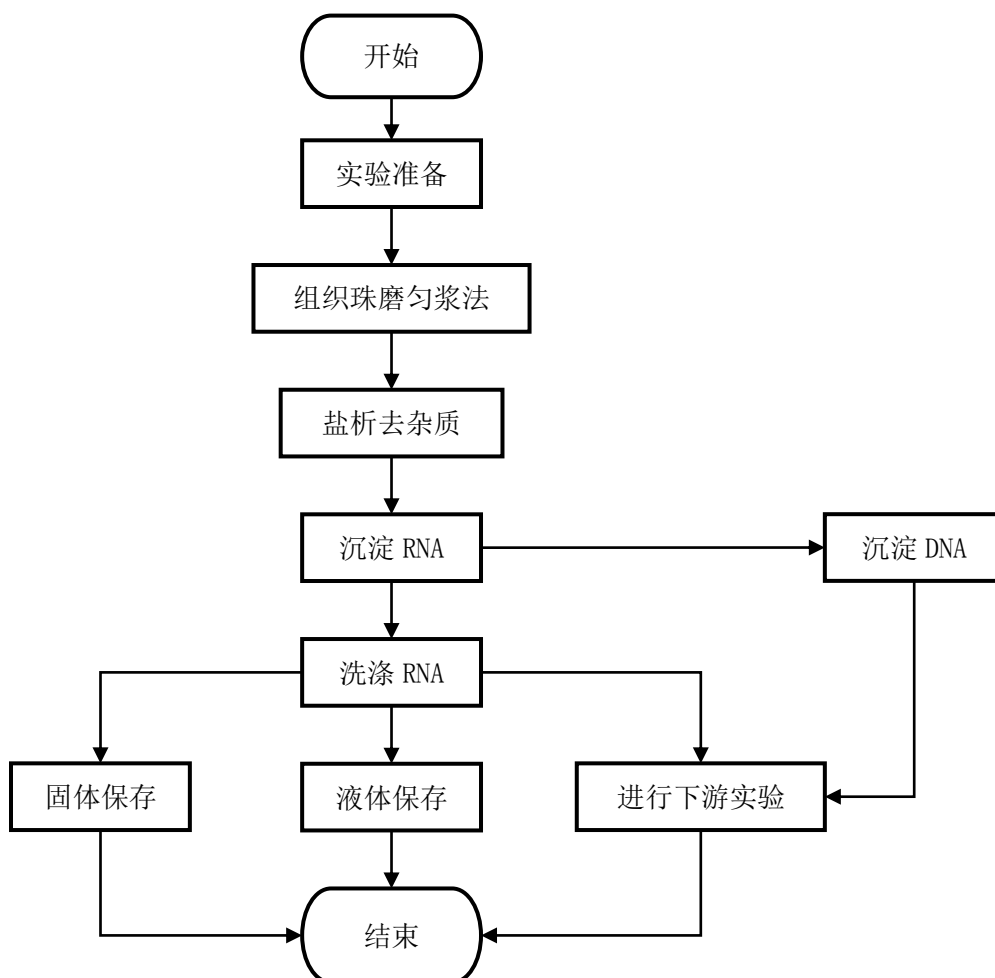 开始
实验准备
组织珠磨匀浆法
盐析去杂质
沉淀 RNA
沉淀 DNA
洗涤 RNA
固体保存
液体保存
进行下游实验
结束